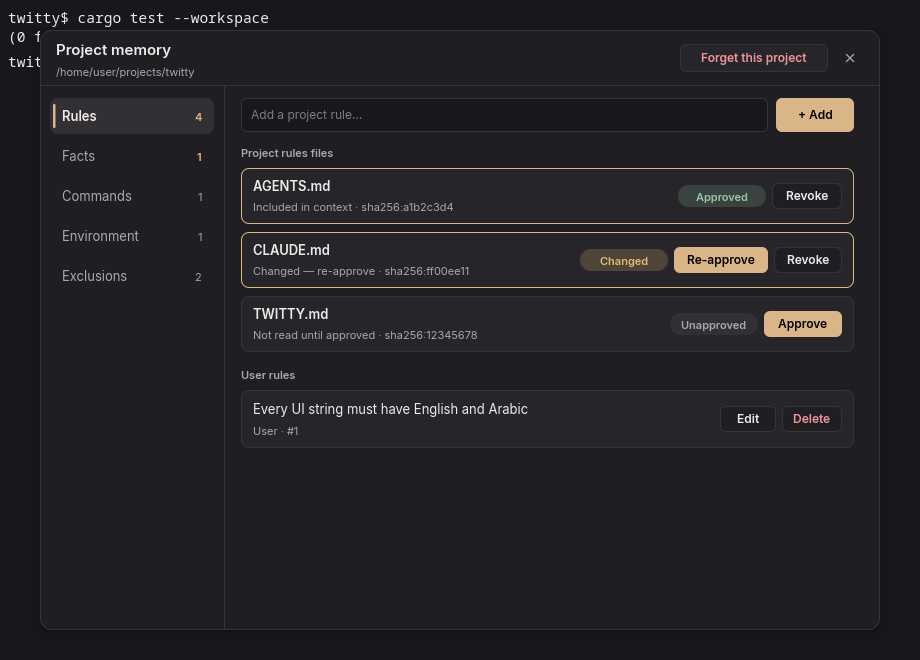 twitty$ cargo test --workspace
(0 f
twit
Project memory
/home/user/projects/twitty
Forget this project
Rules 4
Facts 1
Commands 1
Environment 1
Exclusions 2
Add a project rule...
+ Add
Project rules files
AGENTS.md
Included in context · sha256:a1b2c3d4
Approved
Revoke
CLAUDE.md
Changed — re-approve · sha256:ff00ee11
Changed
Re-approve
Revoke
TWITTY.md
Not read until approved · sha256:12345678
Unapproved
Approve
User rules
Every UI string must have English and Arabic
User · #1
Edit
Delete